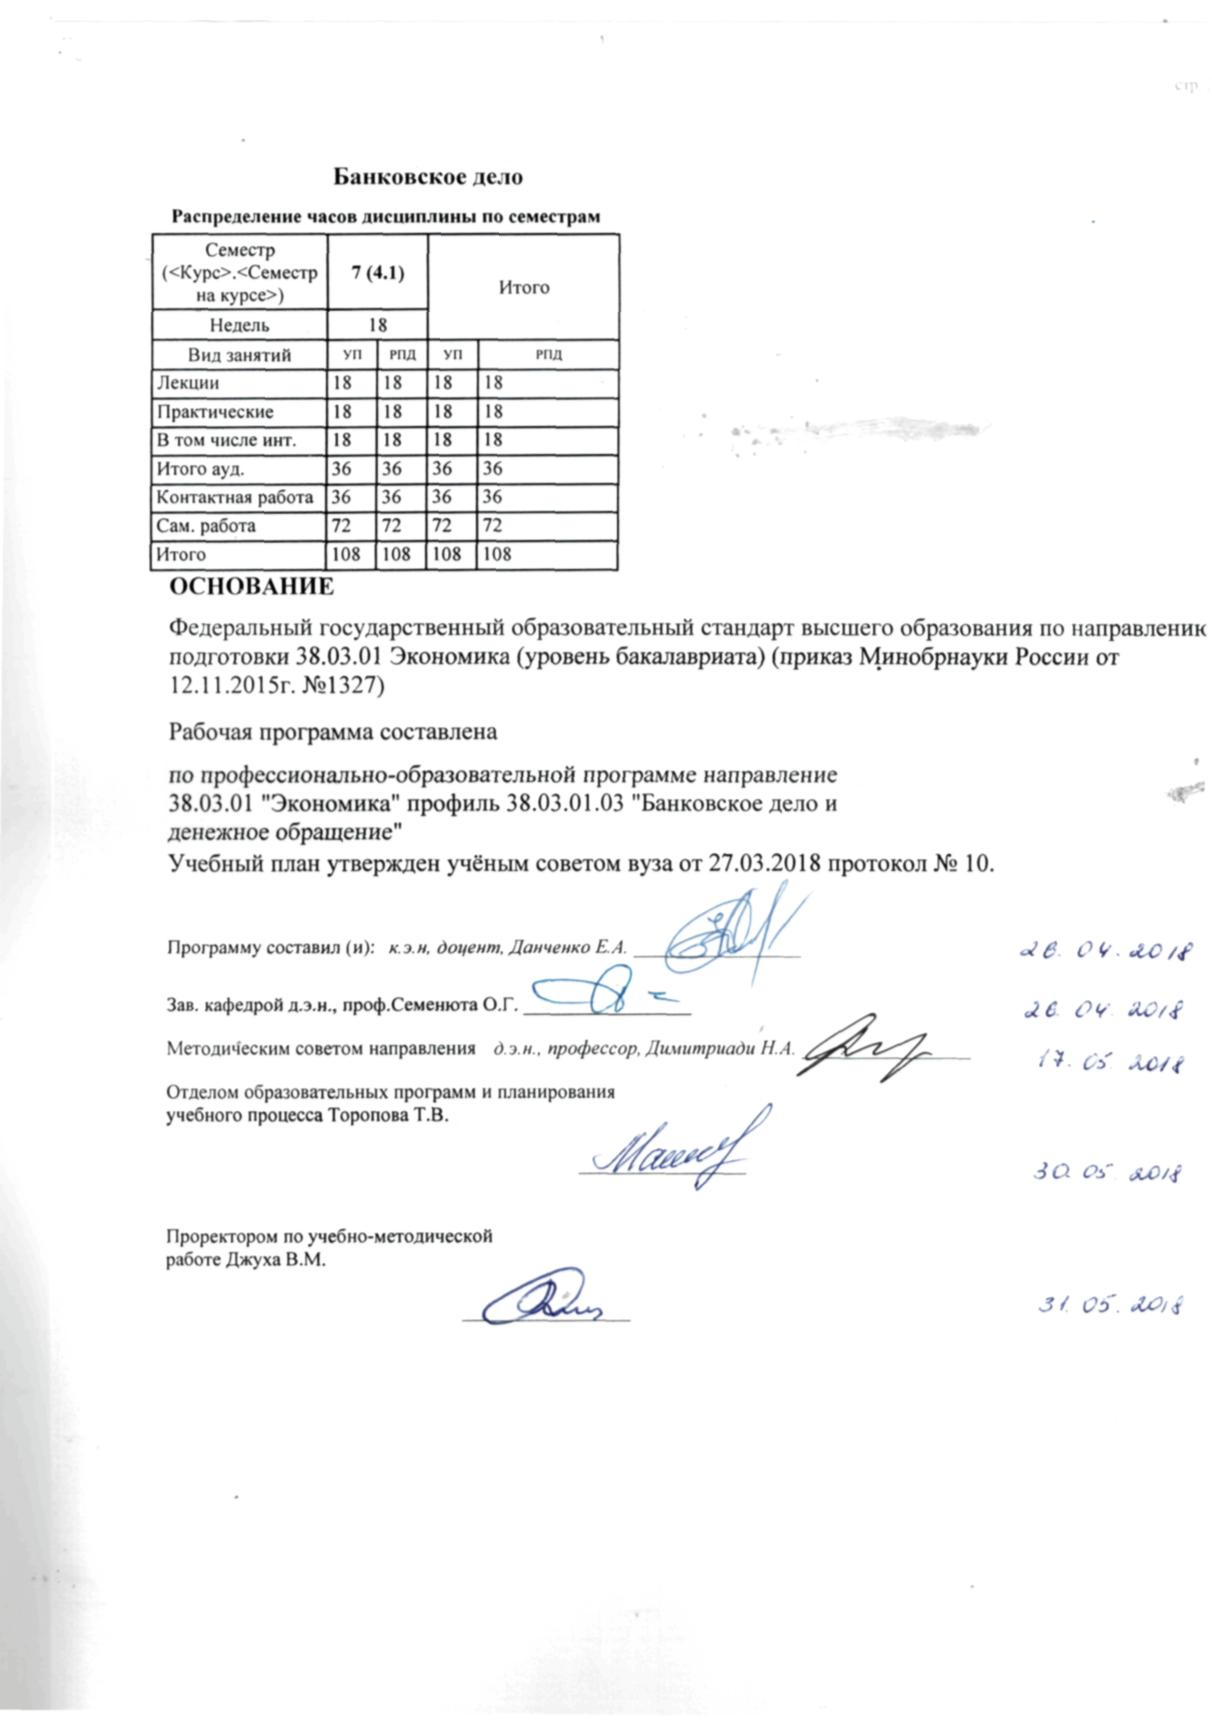 стр
Банковское дело
Распределение часов дисциплины по семестрам
Семестр
(<Курс>.<Семестр
на курсе>)
7 (4.1)
Итого
Недель 18
Вид занятий УП РПД УП РПД
Лекции 18 18 18 18
Практические 18 18 18 18
В том числе инт. 18 18 18 18
Итого ауд. 36 36 36 36
Контактная работа 36 36 36 36
Сам. работа 72 72 72 72
Итого 108 108 108 108
ОСНОВАНИЕ
Федеральный государственный образовательный стандарт высшего образования по направлени
подготовки 38.03.01 Экономика (уровень бакалавриата) (приказ Минобрнауки России от
12.11.2015г. №1327)
Рабочая программа составлена
по профессионально-образовательной программе направление
38.03.01 "Экономика" профиль 38.03.01.03 "Банковское дело и
денежное обращение"
Учебный план утвержден учёным советом вуза от 27.03.2018 протокол № 10.
Программу составил (и): к.э.н, доцент, Данченко Е.А. 26.04.2018
Зав. кафедрой д.э.н., проф.Семенюта О.Г. 26.04.2018
Методическим советом направления д.э.н., профессор, Димитриади Н.А. 17.05.2018
Отделом образовательных программ и планирования
учебного процесса Торопова Т.В.
30.05.2018
Проректором по учебно-методической
работе Джуха В.М.
31.05.2018